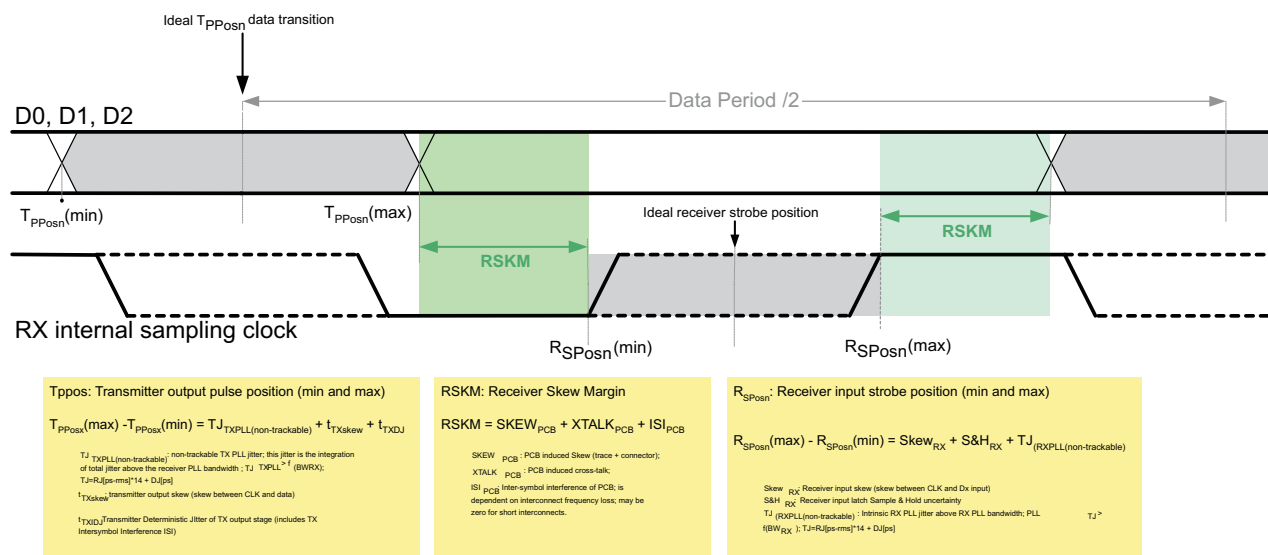 Ideal TPPosn data transition
Data Period /2
D0, D1, D2
TPPosn(min)
TPPosn(max)
Ideal receiver strobe position
RSKM
RSKM
RX internal sampling clock
RSPosn(min)
RSPosn(max)
Tppos: Transmitter output pulse position (min and max)
TPPosx(max) -TPPosx(min) = TJTXPLL(non-trackable) + tTXskew + tTXDJ
TJ TXPLL(non-trackable): non-trackable TX PLL jitter; this jitter is the integration
of total jitter above the receiver PLL bandwidth ; TJ TXPLL> f (BWRX);
TJ=RJ[ps-rms]*14 + DJ[ps]
tTXskew: transmitter output skew (skew between CLK and data)
tTXIDJ: Transmitter Deterministic JItter of TX output stage (includes TX
Intersymbol Interference ISI)
RSKM: Receiver Skew Margin
RSKM = SKEWPCB + XTALKPCB + ISIPCB
SKEW PCB : PCB induced Skew (trace + connector);
XTALK PCB : PCB induced cross-talk;
ISI PCB: Inter-symbol interference of PCB; is
dependent on interconnect frequency loss; may be
zero for short interconnects.
RSPosn: Receiver input strobe position (min and max)
RSPosn(max) - RSPosn(min) = SkewRX + S&HRX + TJ(RXPLL(non-trackable)
Skew RX: Receiver input skew (skew between CLK and Dx input)
S&H RX: Receiver input latch Sample & Hold uncertainty
TJ (RXPLL(non-trackable) : Intrinsic RX PLL jitter above RX PLL bandwidth; PLL TJ >
f(BWRX ); TJ=RJ[ps-rms]*14 + DJ[ps]